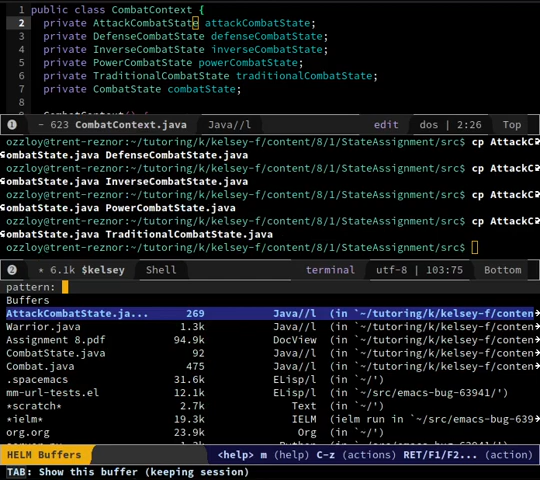 1 public class CombatContext {
2 private AttackCombatState attackCombatState;
3 private DefenseCombatState defenseCombatState;
4 private InverseCombatState inverseCombatState;
5 private PowerCombatState powerCombatState;
6 private TraditionalCombatState traditionalCombatState;
7 private CombatState combatState;
8
- 623 CombatContext.java Java//l edit dos | 2:26 Top
ozzloy@trent-reznor:~/tutoring/k/kelsey-f/content/8/1/StateAssignment/src$ cp AttackC
ombatState.java DefenseCombatState.java
ozzloy@trent-reznor:~/tutoring/k/kelsey-f/content/8/1/StateAssignment/src$ cp AttackC
ombatState.java InverseCombatState.java
ozzloy@trent-reznor:~/tutoring/k/kelsey-f/content/8/1/StateAssignment/src$ cp AttackC
ombatState.java PowerCombatState.java
ozzloy@trent-reznor:~/tutoring/k/kelsey-f/content/8/1/StateAssignment/src$ cp AttackC
ombatState.java TraditionalCombatState.java
ozzloy@trent-reznor:~/tutoring/k/kelsey-f/content/8/1/StateAssignment/src$
2 * 6.1k $kelsey Shell terminal utf-8 | 103:75 Bottom
pattern:
Buffers
AttackCombatState.ja... 269 Java//l (in `~/tutoring/k/kelsey-f/conten
Warrior.java 1.3k Java//l (in `~/tutoring/k/kelsey-f/conten
Assignment 8.pdf 94.9k DocView (in `~/tutoring/k/kelsey-f/conten
CombatState.java 92 Java//l (in `~/tutoring/k/kelsey-f/conten
Combat.java 475 Java//l (in `~/tutoring/k/kelsey-f/conten
.spacemacs 31.6k ELisp/l (in `~/')
mm-url-tests.el 12.1k ELisp/l (in `~/src/emacs-bug-63941/')
*scratch* 2.7k Text (in `~/')
*ielm* 19.3k IELM (ielm run in `~/src/emacs-bug-639
org.org 23.9k Org (in `~/')
HELM Buffers <help> m (help) C-z (actions) RET/F1/F2... (action)
TAB: Show this buffer (keeping session)